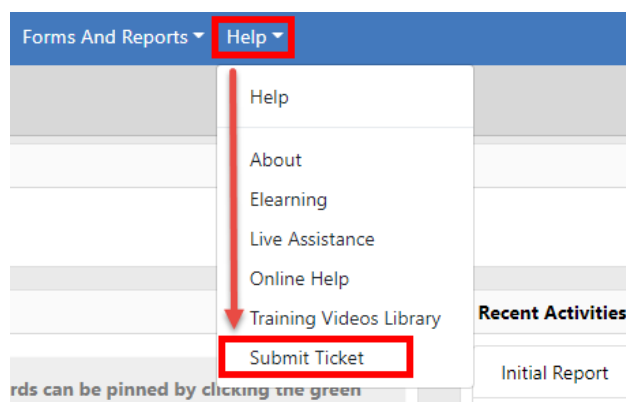 Forms And Reports Help
Help
About
Elearning
Live Assistance
Online Help
Training Videos Library
Submit Ticket
Recent Activities
Initial Report
rds can be pinned by clicking the green